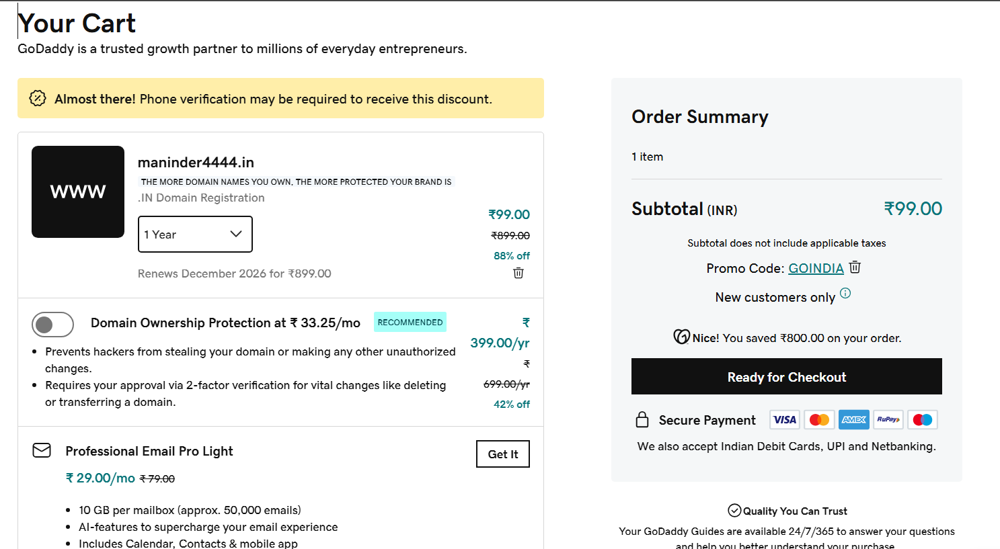 Your Cart
GoDaddy is a trusted growth partner to millions of everyday entrepreneurs.
Almost there! Phone verification may be required to receive this discount.
www
maninder4444.in
THE MORE DOMAIN NAMES YOU OWN, THE MORE PROTECTED YOUR BRAND IS
.IN Domain Registration
1 Year
₹99.00
₹899.00
88% off
Renews December 2026 for ₹899.00
Domain Ownership Protection at ₹ 33.25/mo
RECOMMENDED
₹
399.00/yr
₹
699.00/yr
42% off
Prevents hackers from stealing your domain or making any other unauthorized
changes.
Requires your approval via 2-factor verification for vital changes like deleting
or transferring a domain.
Professional Email Pro Light
Get It
₹ 29.00/mo ₹ 79.00
10 GB per mailbox (approx. 50,000 emails)
AI-features to supercharge your email experience
Includes Calendar, Contacts & mobile app
Order Summary
1 item
Subtotal (INR)
₹99.00
Subtotal does not include applicable taxes
Promo Code: GOINDIA
New customers only
Nice! You saved ₹800.00 on your order.
Ready for Checkout
Secure Payment
VISA
AMEX
RuPay
We also accept Indian Debit Cards, UPI and Netbanking.
Quality You Can Trust
Your GoDaddy Guides are available 24/7/365 to answer your questions
and help you better understand your purchase